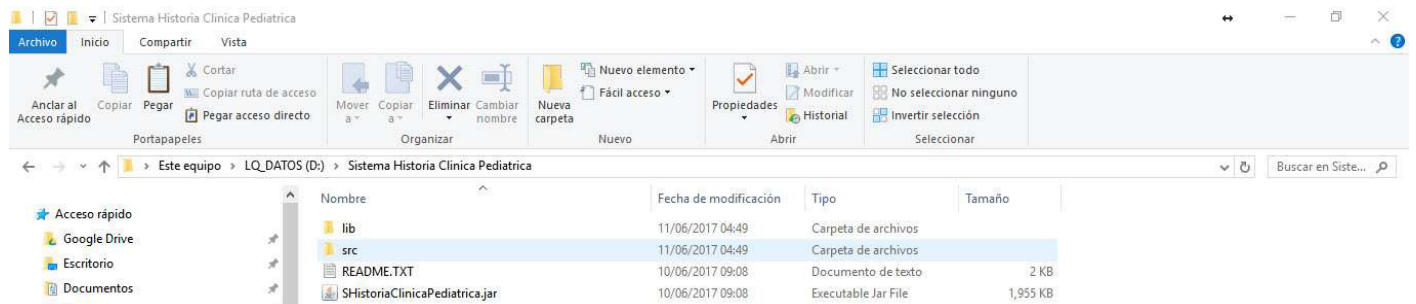 Sistema Historia Clinica Pediatrica
Archivo Inicio Compartir Vista
Anclar al Acceso rápido
Copiar
Pegar
Cortar
Copiar ruta de acceso
Pegar acceso directo
Portapapeles
Mover a
Copiar a
Eliminar
Cambiar nombre
Organizar
Nueva carpeta
Nuevo elemento
Fácil acceso
Nuevo
Propiedades
Abrir
Modificar
Historial
Abrir
Seleccionar todo
No seleccionar ninguno
Invertir selección
Seleccionar
Este equipo > LQ_DATOS (D:) > Sistema Historia Clinica Pediatrica
Buscar en Siste...
Acceso rápido
Google Drive
Escritorio
Documentos
Nombre Fecha de modificación Tipo Tamaño
lib 11/06/2017 04:49 Carpeta de archivos
src 11/06/2017 04:49 Carpeta de archivos
README.TXT 10/06/2017 09:08 Documento de texto 2 KB
SHistoriaClinicaPediatrica.jar 10/06/2017 09:08 Executable Jar File 1,955 KB